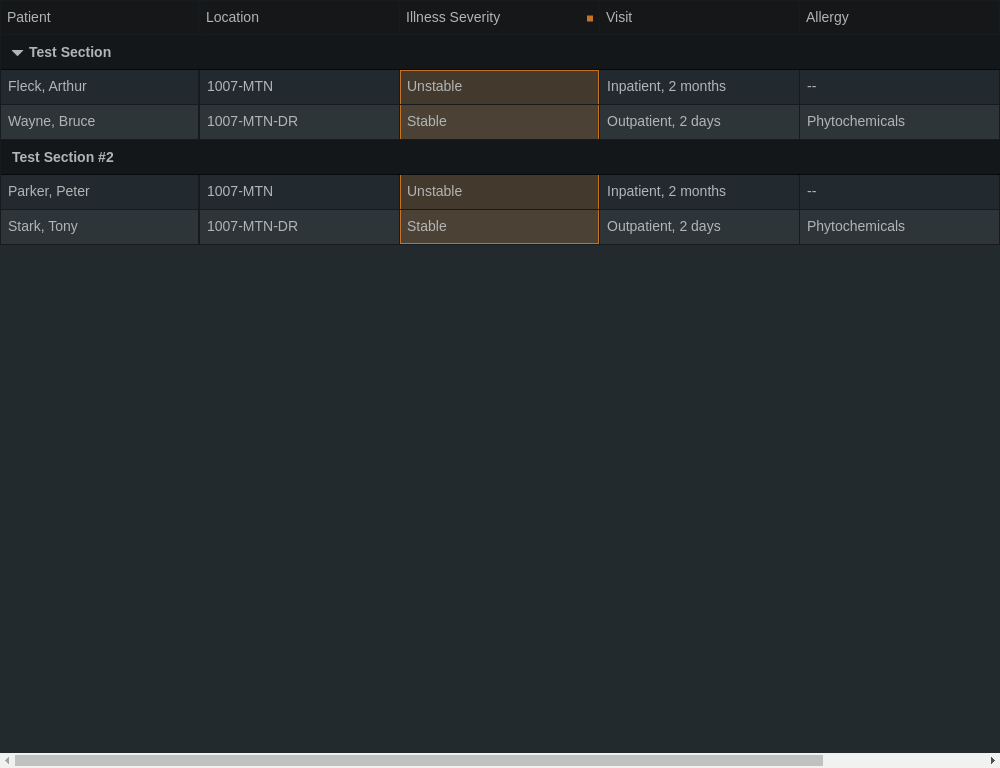 Patient Location Illness Severity Visit Allergy
Test Section
Fleck, Arthur 1007-MTN Unstable Inpatient, 2 months --
Wayne, Bruce 1007-MTN-DR Stable Outpatient, 2 days Phytochemicals
Test Section #2
Parker, Peter 1007-MTN Unstable Inpatient, 2 months --
Stark, Tony 1007-MTN-DR Stable Outpatient, 2 days Phytochemicals